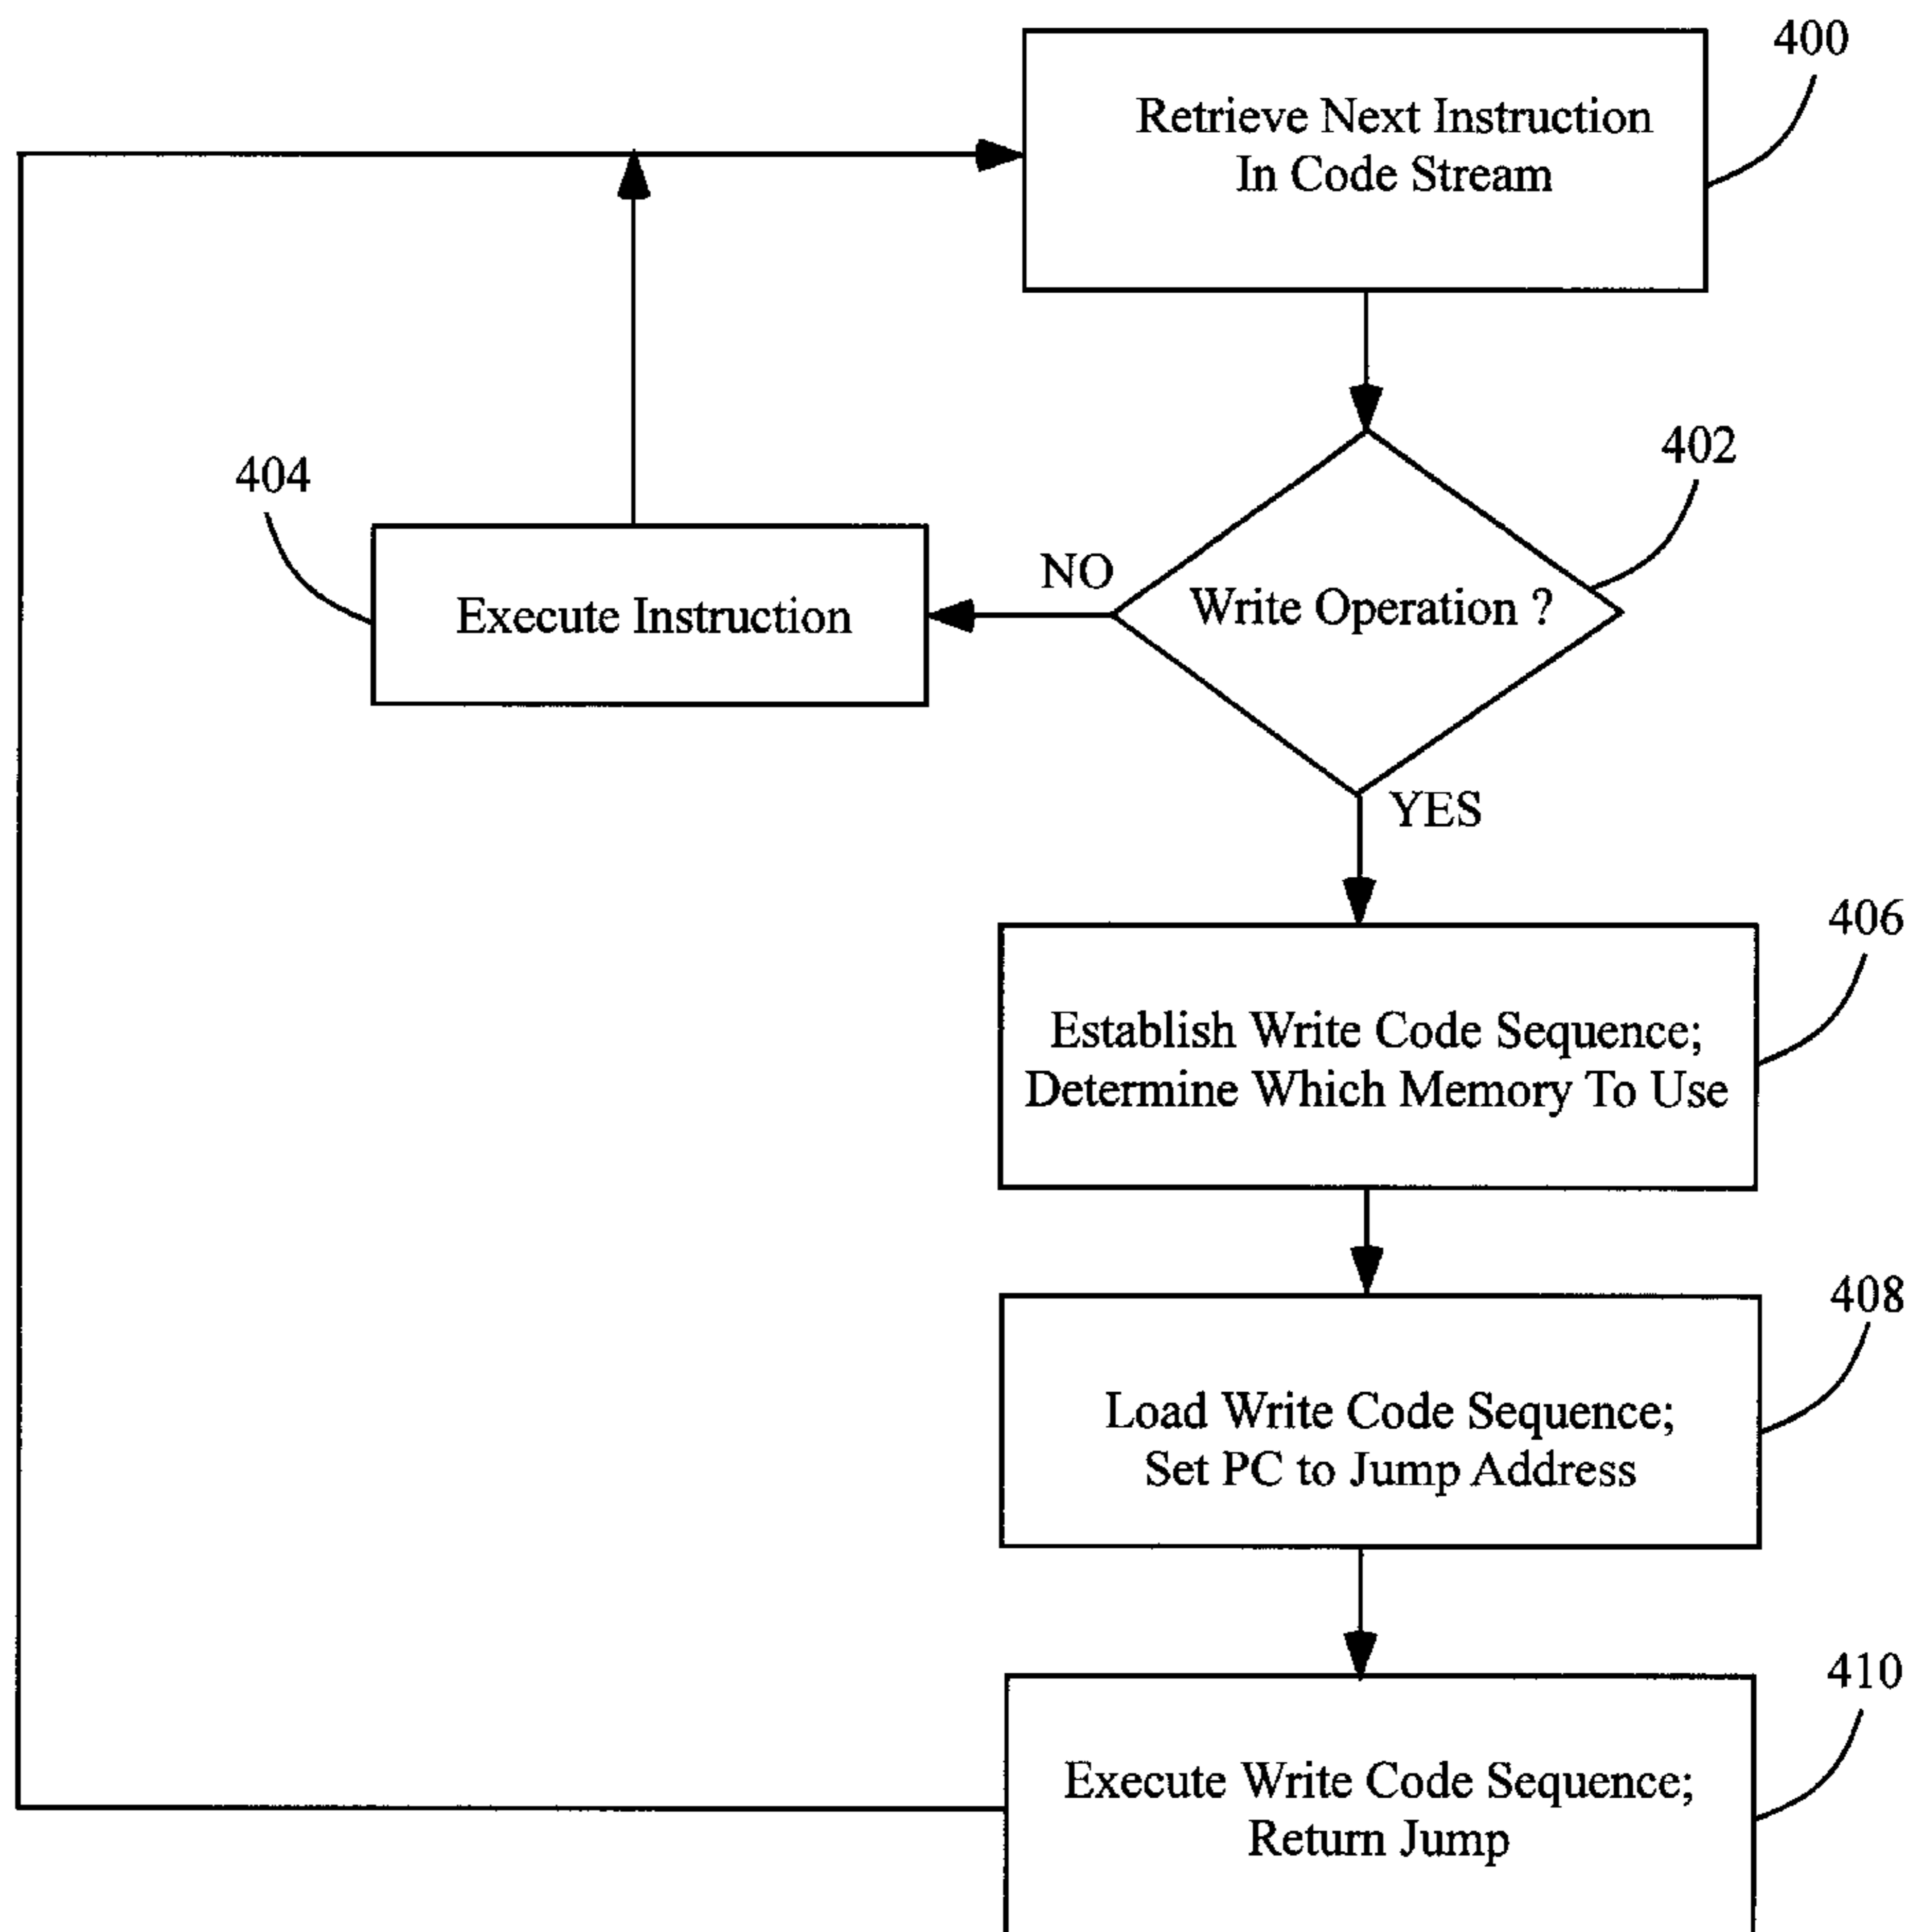 400
Retrieve Next Instruction
In Code Stream
402
404
NO
Execute Instruction
Write Operation ?
YES
406
Establish Write Code Sequence;
Determine Which Memory To Use
408
Load Write Code Sequence;
Set PC to Jump Address
410
Execute Write Code Sequence;
Return Jump